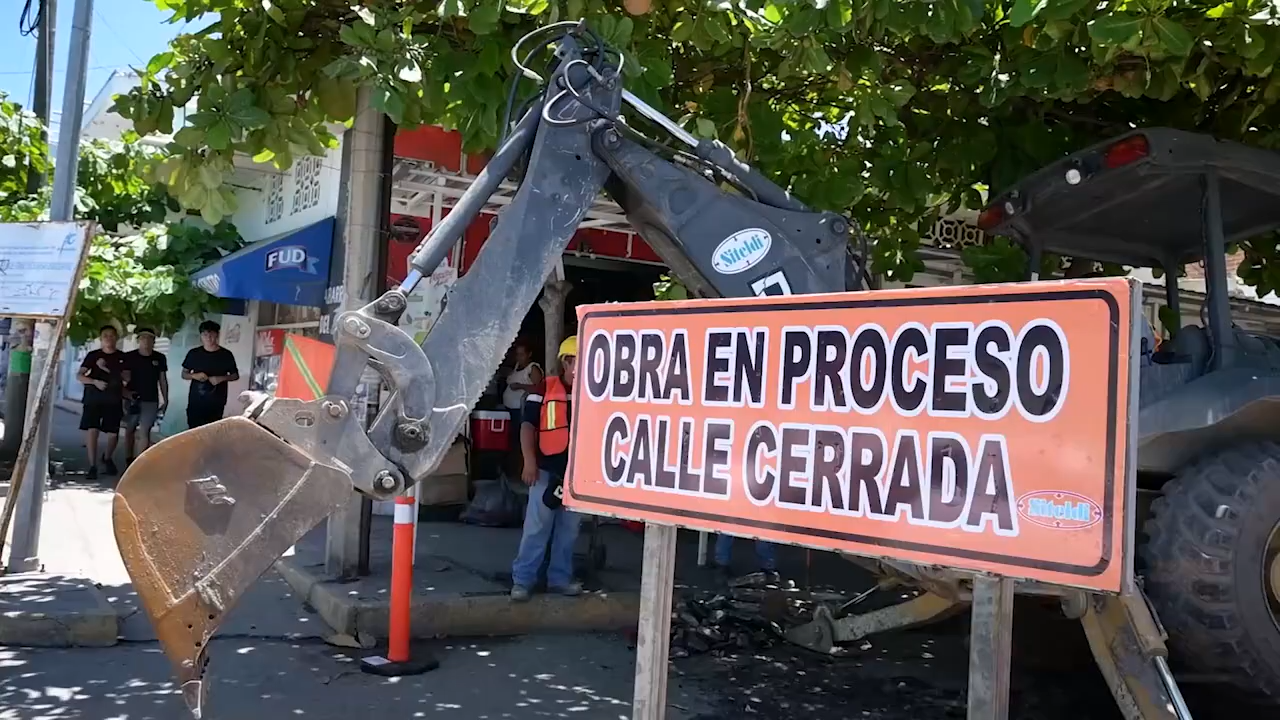 FUD
Siteldi
OBRA EN PROCESO
CALLE CERRADA
Siteldi